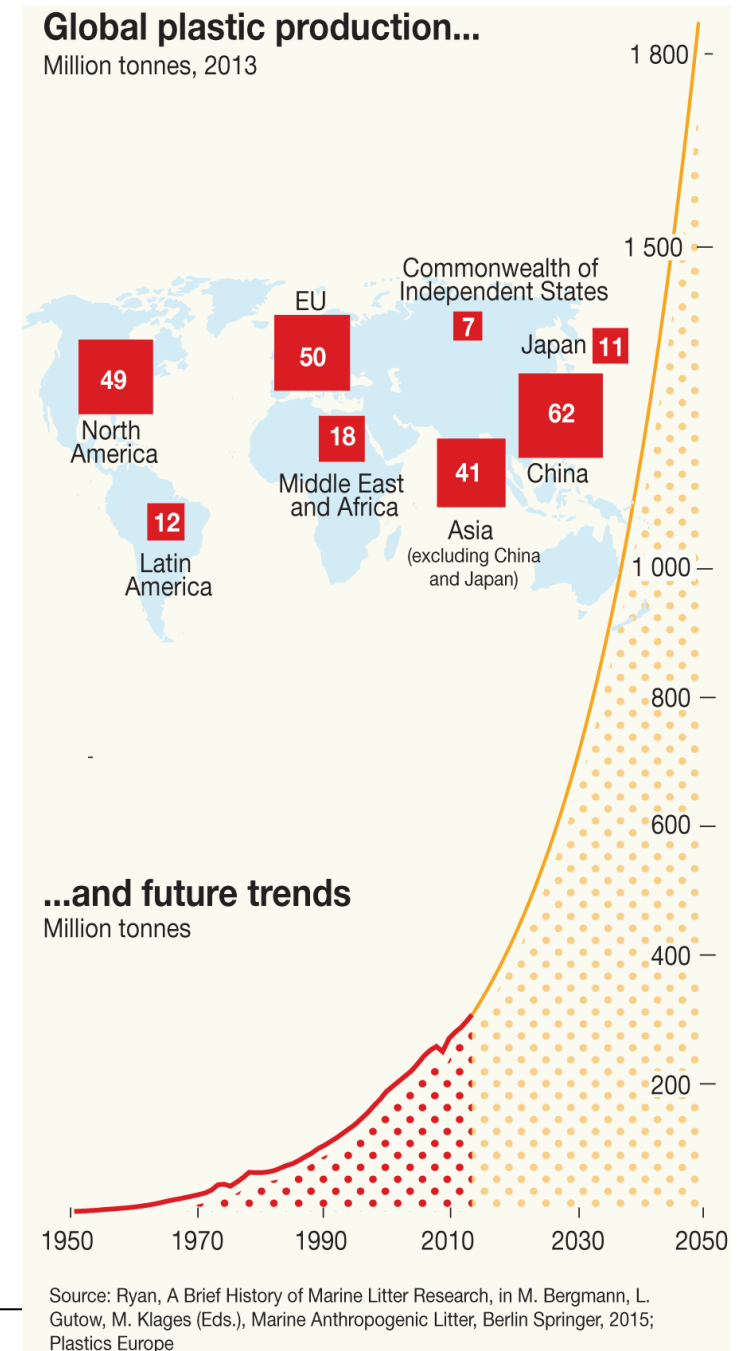 Global plastic production...
Million tonnes, 2013
1 800
1 500
Commonwealth of
Independent States
EU
7
Japan
11
50
49
62
North
America
18
China
41
Middle East
and Africa
Asia
(excluding China
and Japan)
12
Latin
America
1 000
800
-
600
...and future trends
Million tonnes
400
200
1950 1970 1990 2010 2030 2050
Source: Ryan, A Brief History of Marine Litter Research, in M. Bergmann, L.
Gutow, M. Klages (Eds.), Marine Anthropogenic Litter, Berlin Springer, 2015;
Plastics Europe